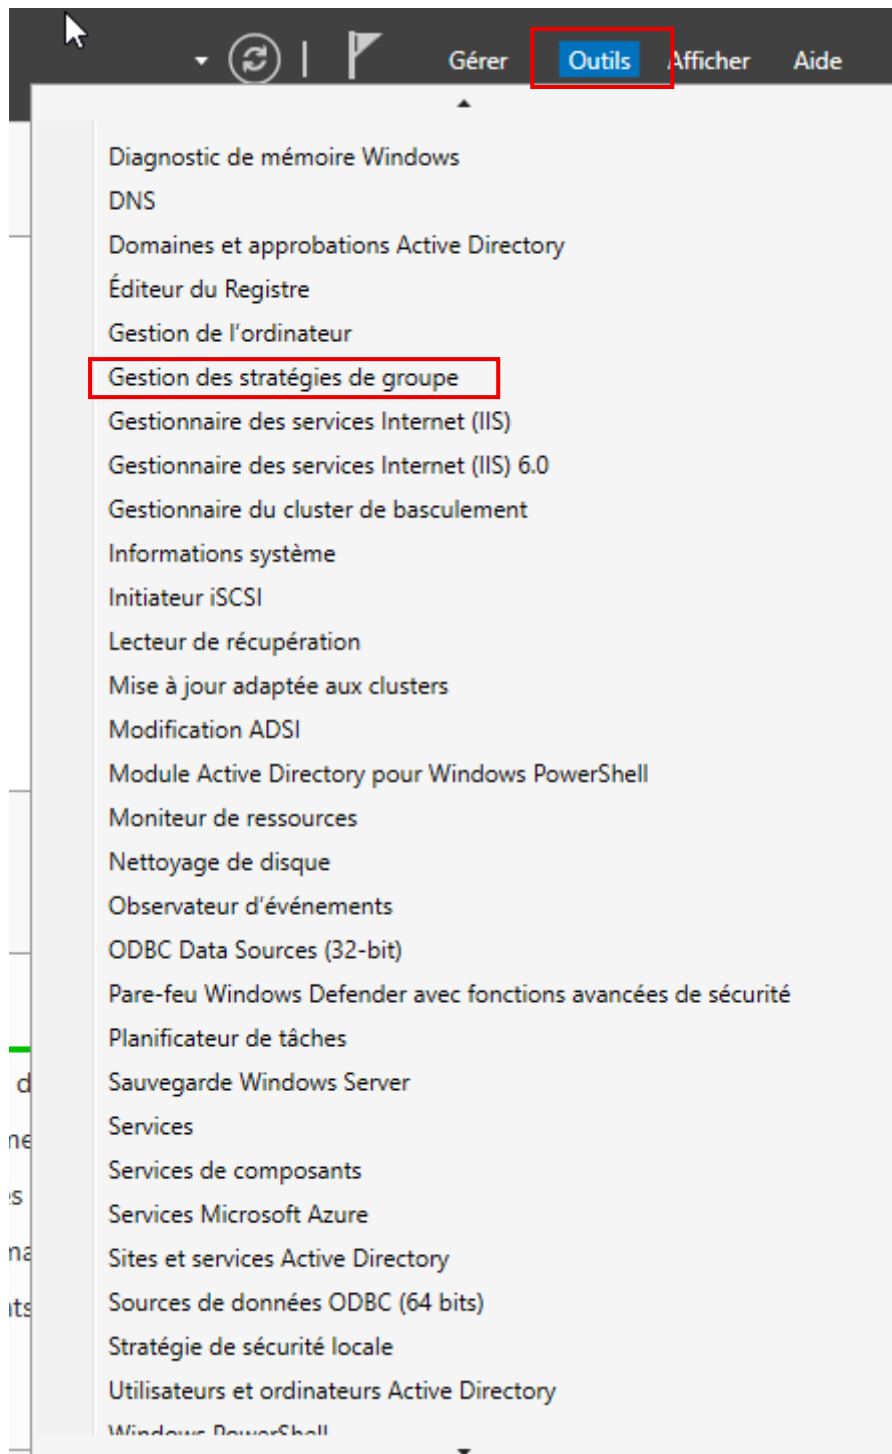 Gérer Outils Afficher Aide
Diagnostic de mémoire Windows
DNS
Domaines et approbations Active Directory
Éditeur du Registre
Gestion de l'ordinateur
Gestion des stratégies de groupe
Gestionnaire des services Internet (IIS)
Gestionnaire des services Internet (IIS) 6.0
Gestionnaire du cluster de basculement
Informations système
Initiateur iSCSI
Lecteur de récupération
Mise à jour adaptée aux clusters
Modification ADSI
Module Active Directory pour Windows PowerShell
Moniteur de ressources
Nettoyage de disque
Observateur d'événements
ODBC Data Sources (32-bit)
Pare-feu Windows Defender avec fonctions avancées de sécurité
Planificateur de tâches
Sauvegarde Windows Server
Services
Services de composants
Services Microsoft Azure
Sites et services Active Directory
Sources de données ODBC (64 bits)
Stratégie de sécurité locale
Utilisateurs et ordinateurs Active Directory
Windows PowerShell